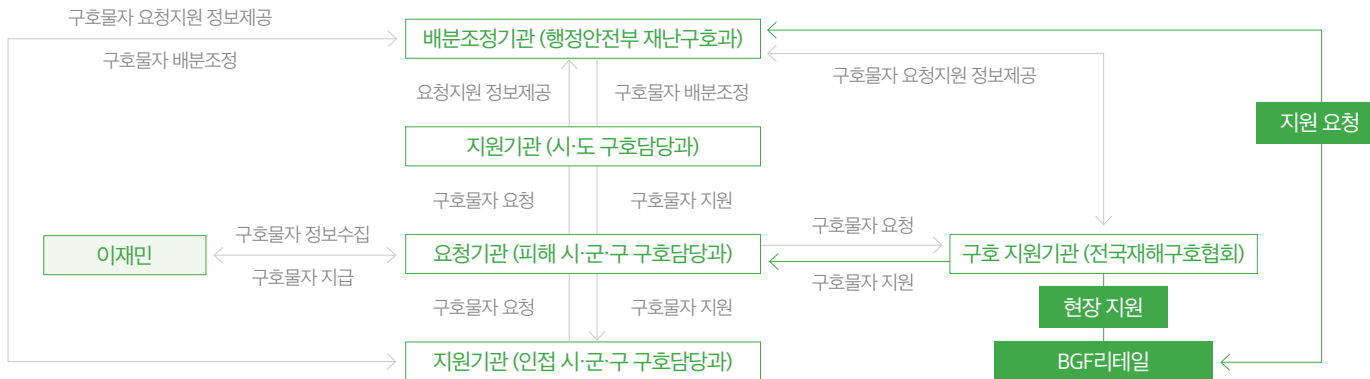 구호물자 요청지원 정보제공
구호물자 배분조정
배분조정기관 (행정안전부 재난구호과)
요청지원 정보제공
구호물자 배분조정
구호물자 요청지원 정보제공
지원 요청
지원기관 (시·도 구호담당과)
구호물자 요청
구호물자 지원
이재민
구호물자 정보수집
구호물자 지급
요청기관 (피해 시·군·구 구호담당과)
구호물자 요청
구호물자 지원
구호 지원기관 (전국재해구호협회)
구호물자 요청
구호물자 지원
현장 지원
지원기관 (인접 시·군·구 구호담당과)
BGF리테일